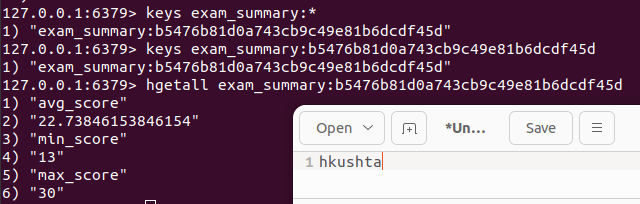 127.0.0.1:6379> keys exam_summary:*
1) "exam_summary:b5476b81d0a743cb9c49e81b6dcdf45d"
127.0.0.1:6379> keys exam_summary:b5476b81d0a743cb9c49e81b6dcdf45d
1) "exam_summary:b5476b81d0a743cb9c49e81b6dcdf45d"
127.0.0.1:6379> hgetall exam_summary:b5476b81d0a743cb9c49e81b6dcdf45d
1) "avg_score"
2) "22.73846153846154"
3) "min_score"
4) "13"
5) "max_score"
6) "30"
Open *Un... Save
1 hkushta